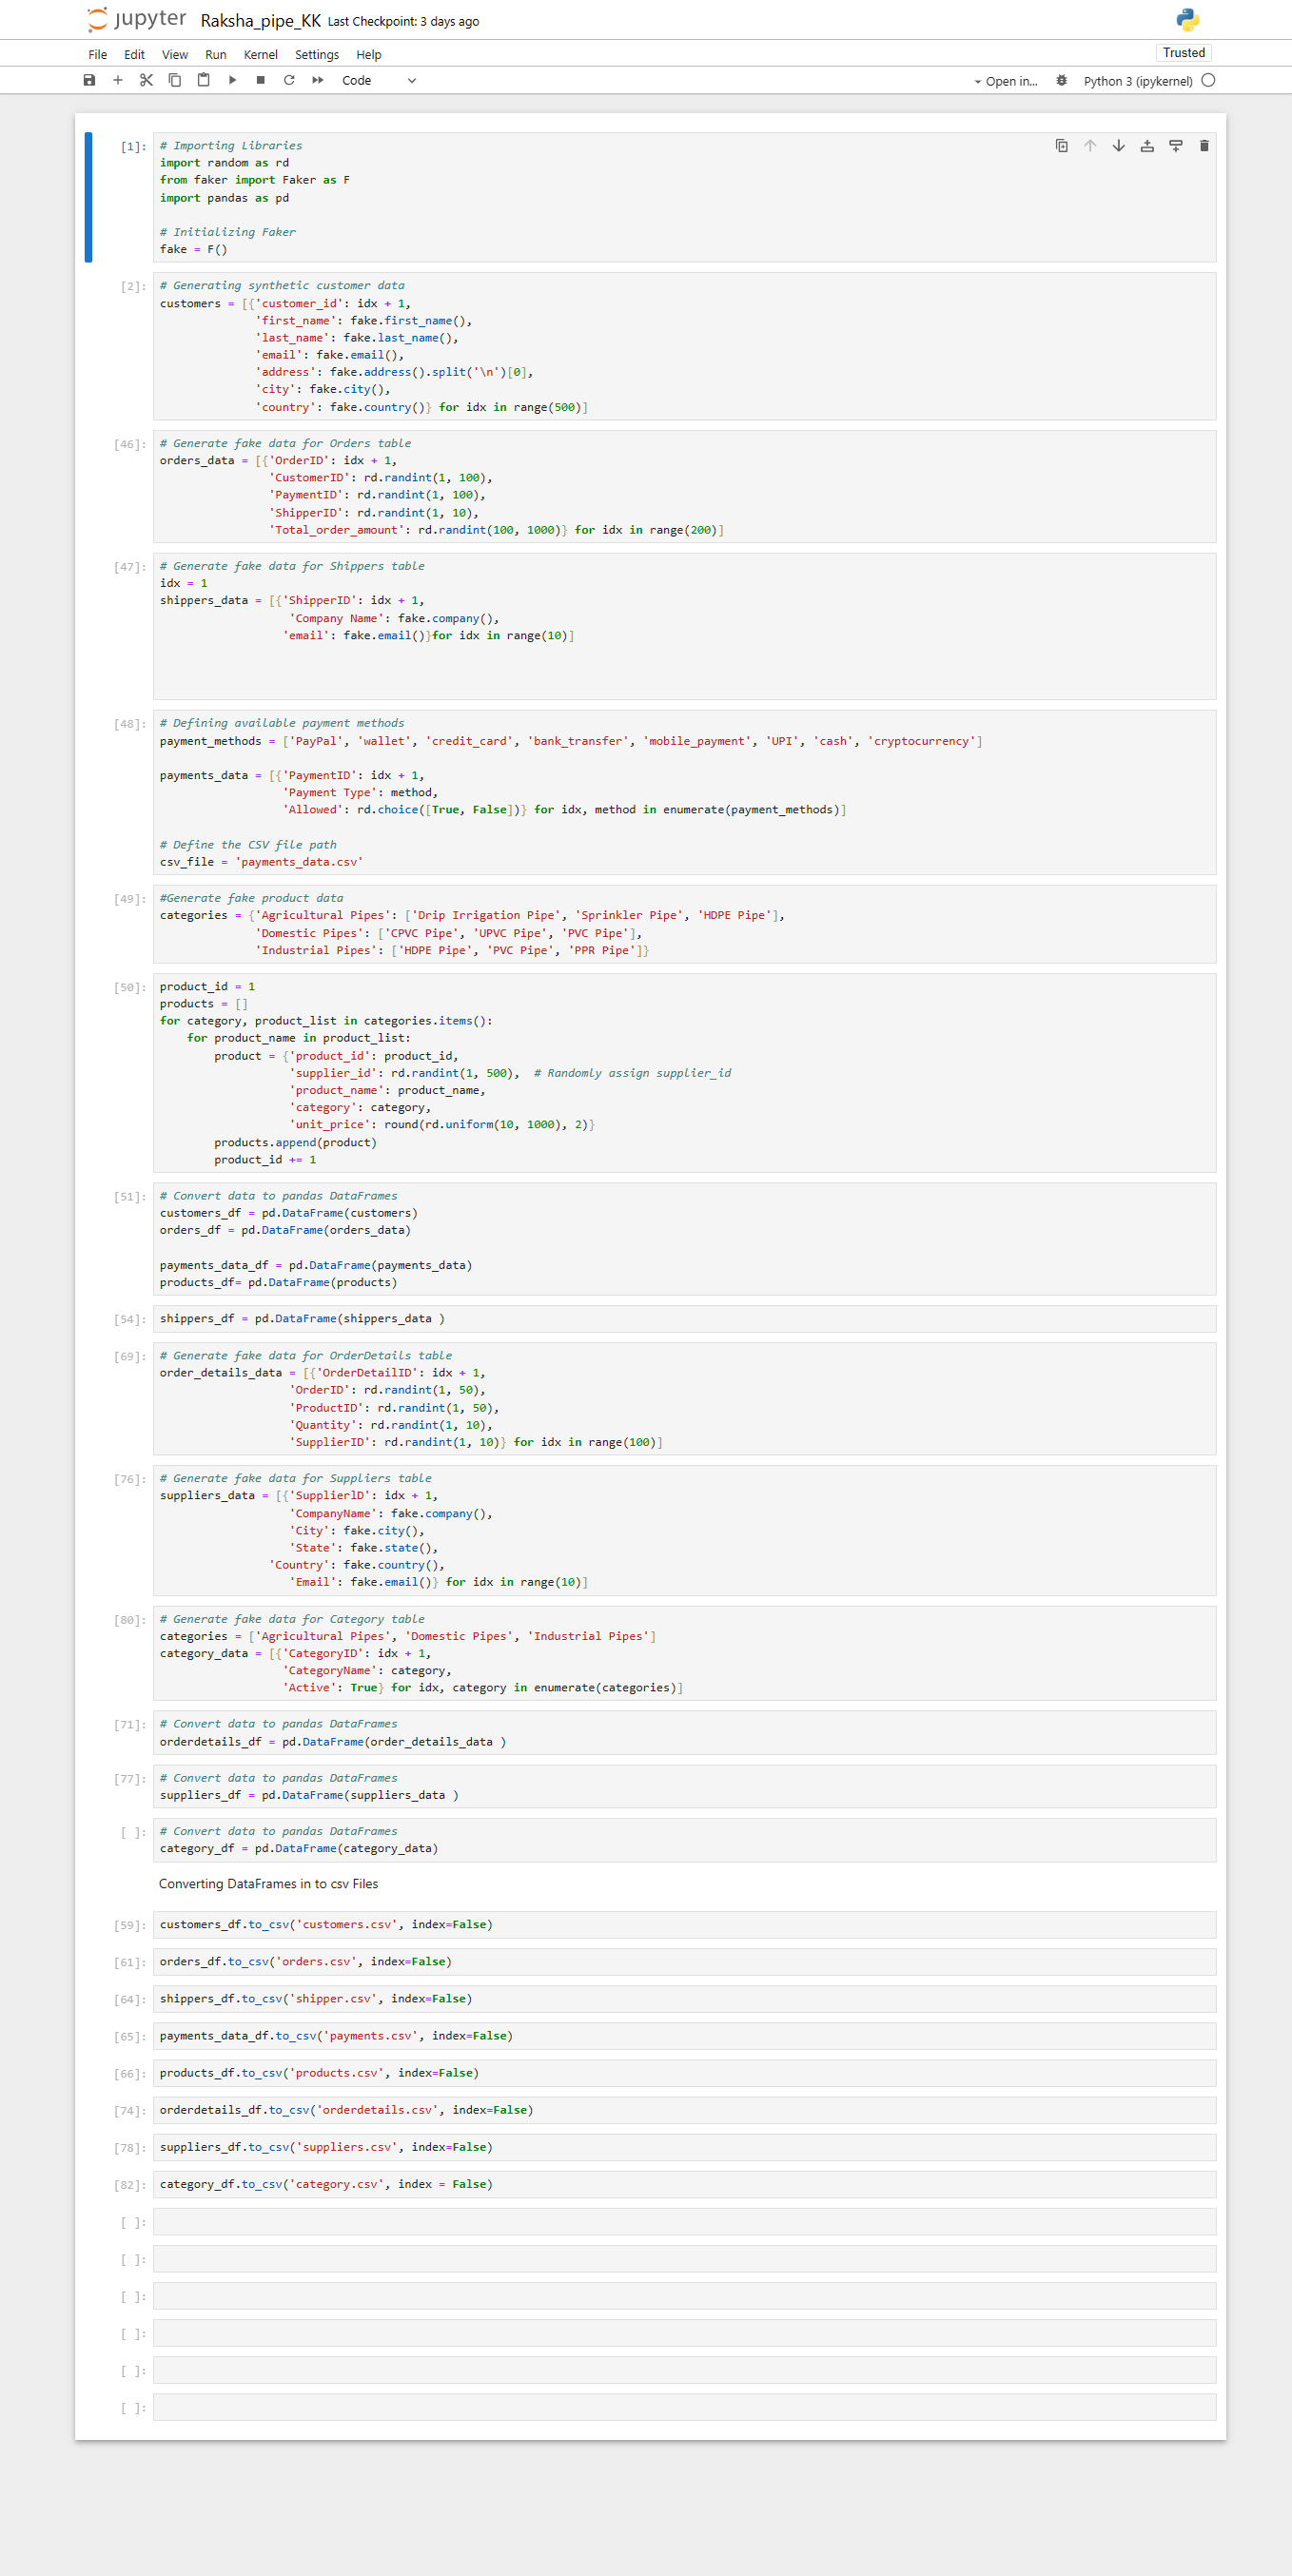 jupyter Raksha_pipe_KK Last Checkpoint: 3 days ago
File Edit View Run Kernel Settings Help Trusted
Code Open in... Python 3 (ipykernel)
[1]: # Importing Libraries
import random as rd
from faker import Faker as F
import pandas as pd
# Initializing Faker
fake = F()
[2]: # Generating synthetic customer data
customers = [{'customer_id': idx + 1,
'first_name': fake.first_name(),
'last_name': fake.last_name(),
'email': fake.email(),
'address': fake.address().split('\n')[0],
'city': fake.city(),
'country': fake.country()} for idx in range(500)]
[46]: # Generate fake data for Orders table
orders_data = [{'OrderID': idx + 1,
'CustomerID': rd.randint(1, 100),
'PaymentID': rd.randint(1, 100),
'ShipperID': rd.randint(1, 10),
'Total_order_amount': rd.randint(100, 1000)} for idx in range(200)]
[47]: # Generate fake data for Shippers table
idx = 1
shippers_data = [{'ShipperID': idx + 1,
'Company Name': fake.company(),
'email': fake.email()}for idx in range(10)]
[48]: # Defining available payment methods
payment_methods = ['PayPal', 'wallet', 'credit_card', 'bank_transfer', 'mobile_payment', 'UPI', 'cash', 'cryptocurrency']
payments_data = [{'PaymentID': idx + 1,
'Payment Type': method,
'Allowed': rd.choice([True, False])} for idx, method in enumerate(payment_methods)]
# Define the CSV file path
csv_file = 'payments_data.csv'
[49]: #Generate fake product data
categories = {'Agricultural Pipes': ['Drip Irrigation Pipe', 'Sprinkler Pipe', 'HDPE Pipe'],
'Domestic Pipes': ['CPVC Pipe', 'UPVC Pipe', 'PVC Pipe'],
'Industrial Pipes': ['HDPE Pipe', 'PVC Pipe', 'PPR Pipe']}
[50]: product_id = 1
products = []
for category, product_list in categories.items():
for product_name in product_list:
product = {'product_id': product_id,
'supplier_id': rd.randint(1, 500), # Randomly assign supplier_id
'product_name': product_name,
'category': category,
'unit_price': round(rd.uniform(10, 1000), 2)}
products.append(product)
product_id += 1
[51]: # Convert data to pandas DataFrames
customers_df = pd.DataFrame(customers)
orders_df = pd.DataFrame(orders_data)
payments_data_df = pd.DataFrame(payments_data)
products_df= pd.DataFrame(products)
[54]: shippers_df = pd.DataFrame(shippers_data )
[69]: # Generate fake data for OrderDetails table
order_details_data = [{'OrderDetailID': idx + 1,
'OrderID': rd.randint(1, 50),
'ProductID': rd.randint(1, 50),
'Quantity': rd.randint(1, 10),
'SupplierID': rd.randint(1, 10)} for idx in range(100)]
[76]: # Generate fake data for Suppliers table
suppliers_data = [{'SupplierlD': idx + 1,
'CompanyName': fake.company(),
'City': fake.city(),
'State': fake.state(),
'Country': fake.country(),
'Email': fake.email()} for idx in range(10)]
[80]: # Generate fake data for Category table
categories = ['Agricultural Pipes', 'Domestic Pipes', 'Industrial Pipes']
category_data = [{'CategoryID': idx + 1,
'CategoryName': category,
'Active': True} for idx, category in enumerate(categories)]
[71]: # Convert data to pandas DataFrames
orderdetails_df = pd.DataFrame(order_details_data )
[77]: # Convert data to pandas DataFrames
suppliers_df = pd.DataFrame(suppliers_data )
[ ]: # Convert data to pandas DataFrames
category_df = pd.DataFrame(category_data)
Converting DataFrames in to csv Files
[59]: customers_df.to_csv('customers.csv', index=False)
[61]: orders_df.to_csv('orders.csv', index=False)
[64]: shippers_df.to_csv('shipper.csv', index=False)
[65]: payments_data_df.to_csv('payments.csv', index=False)
[66]: products_df.to_csv('products.csv', index=False)
[74]: orderdetails_df.to_csv('orderdetails.csv', index=False)
[78]: suppliers_df.to_csv('suppliers.csv', index=False)
[82]: category_df.to_csv('category.csv', index = False)
[ ]:
[ ]:
[ ]:
[ ]:
[ ]:
[ ]: